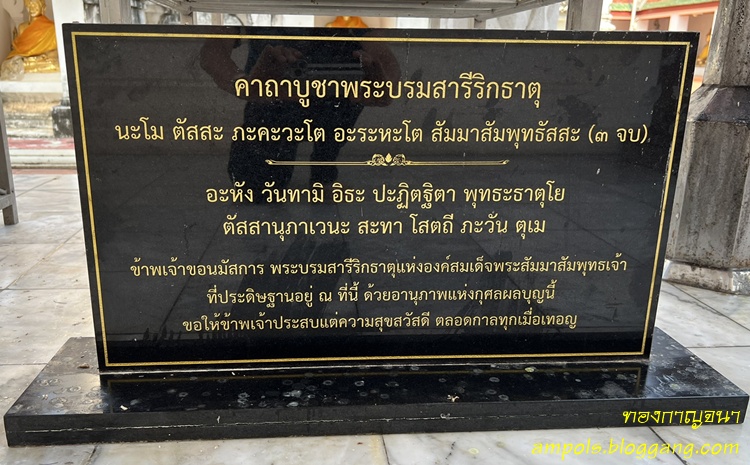 คาถาบูชาพระบรมสารีริกธาตุ
นะโม ตัสสะ ภะคะวะโต อะระหะโต สัมมาสัมพุทธัสสะ (๓ จบ)
อะหัง วันทามิ อิธะ ปะฏิตฐิตา พุทธะธาตุโย
ตัสสานุภาเวนะ สะทา โสตถี ภะวัน ตุเม
ข้าพเจ้าขอนมัสการ พระบรมสารีริกธาตุแห่งองค์สมเด็จพระสัมมาสัมพุทธเจ้า
ที่ประดิษฐานอยู่ ณ ที่นี้ ด้วยอานุภาพแห่งกุศลผลบุญนี้
ขอให้ข้าพเจ้าประสบแต่ความสุขสวัสดี ตลอดกาลทุกเมื่อเทอญ
ทองกาญจนา
ampols.bloggang.com